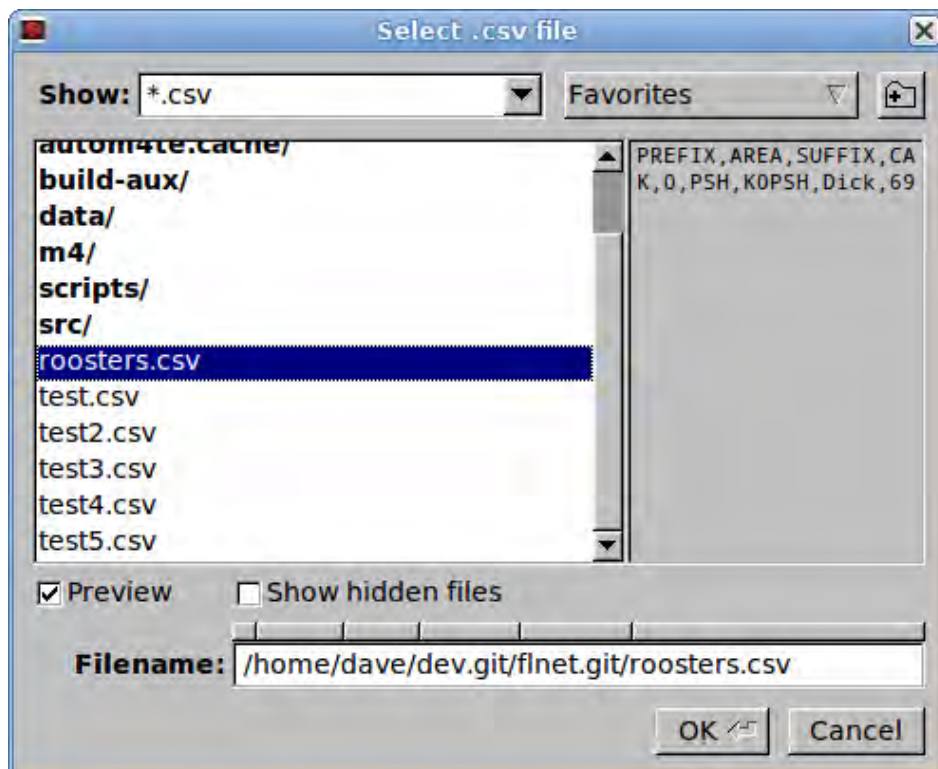 Select .csv file
Show: *.csv Favorites
autom4te.cache/
build-aux/
data/
m4/
scripts/
src/
roosters.csv
test.csv
test2.csv
test3.csv
test4.csv
test5.csv
PREFIX,AREA,SUFFIX,CA
K,0,PSH,K0PSH,Dick,69
Preview Show hidden files
Filename: /home/dave/dev.git/flnet.git/roosters.csv
OK Cancel